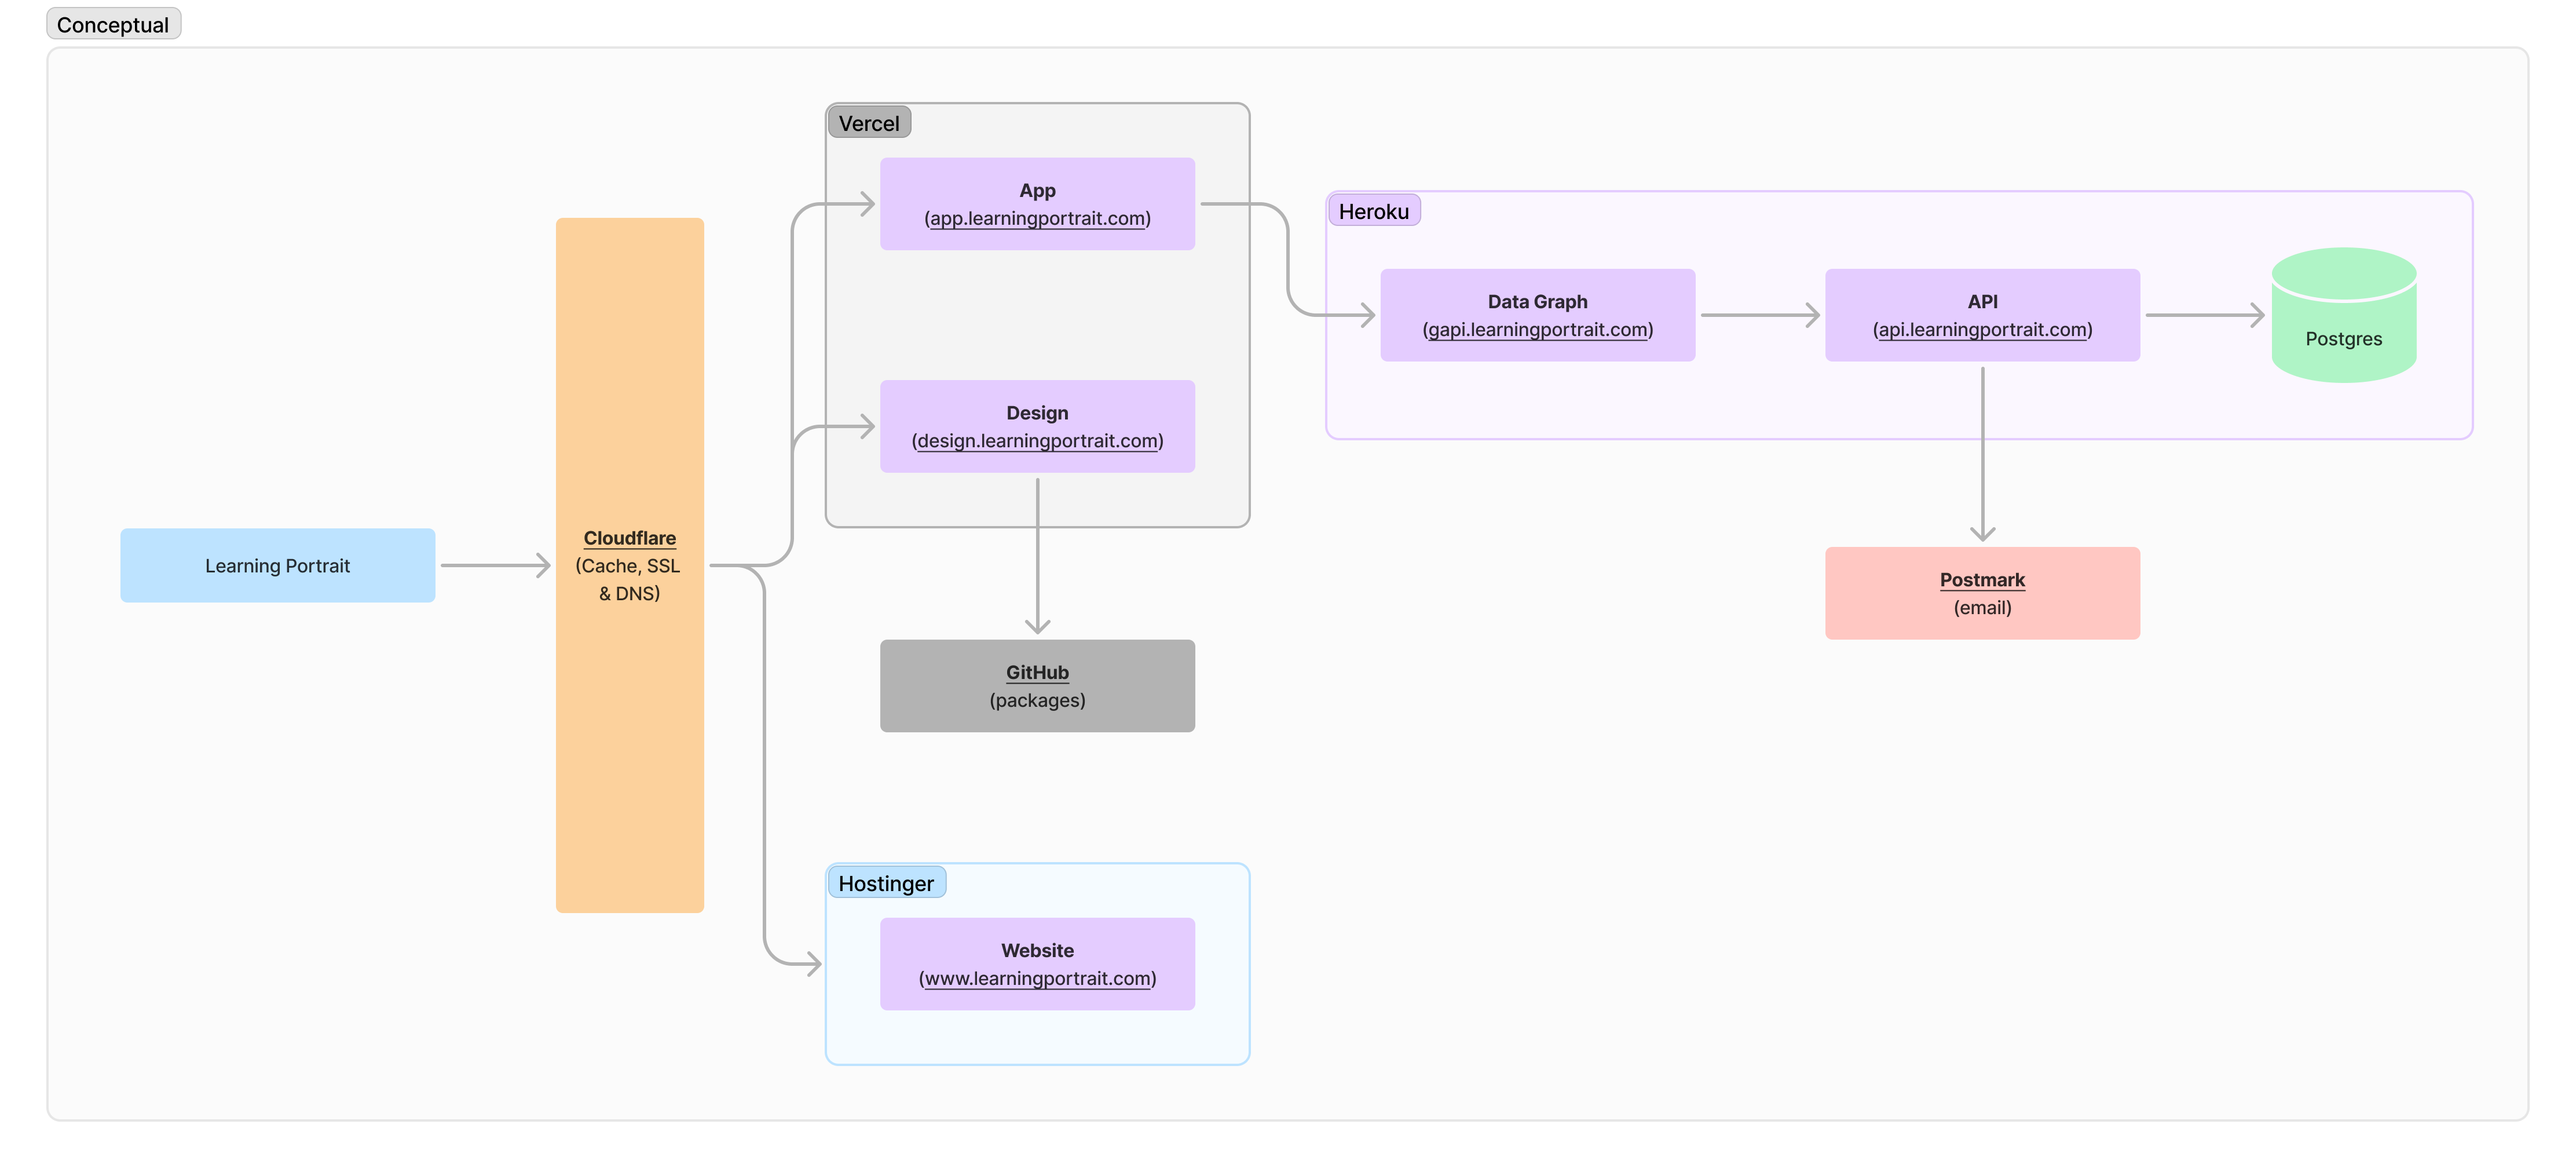 Conceptual
Vercel
App
(app.learningportrait.com)
Heroku
Data Graph
(gapi.learningportrait.com)
API
(api.learningportrait.com)
Postgres
Design
(design.learningportrait.com)
Learning Portrait
Cloudflare
(Cache, SSL
& DNS)
Postmark
(email)
GitHub
(packages)
Hostinger
Website
(www.learningportrait.com)